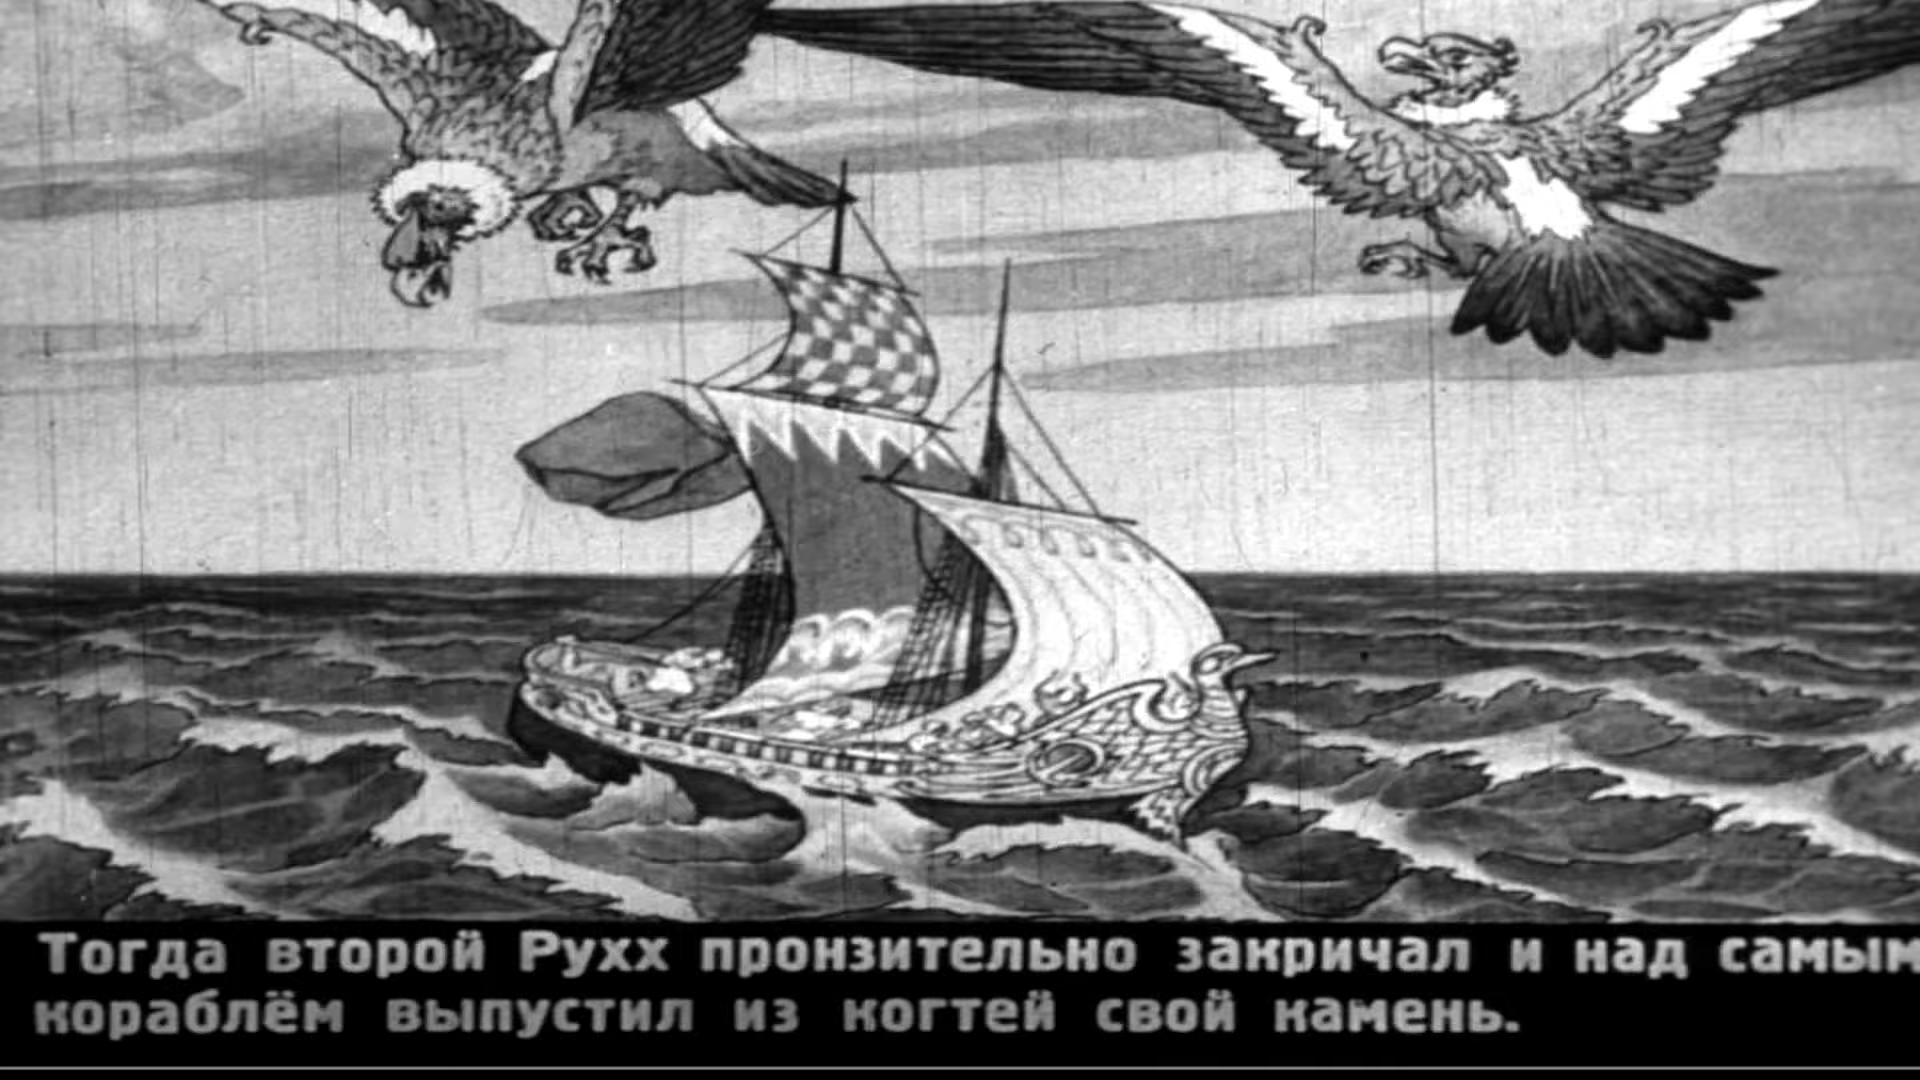 Тогда второй Рухх пронзительно закричал и над самым
кораблём выпустил из когтей свой камень.